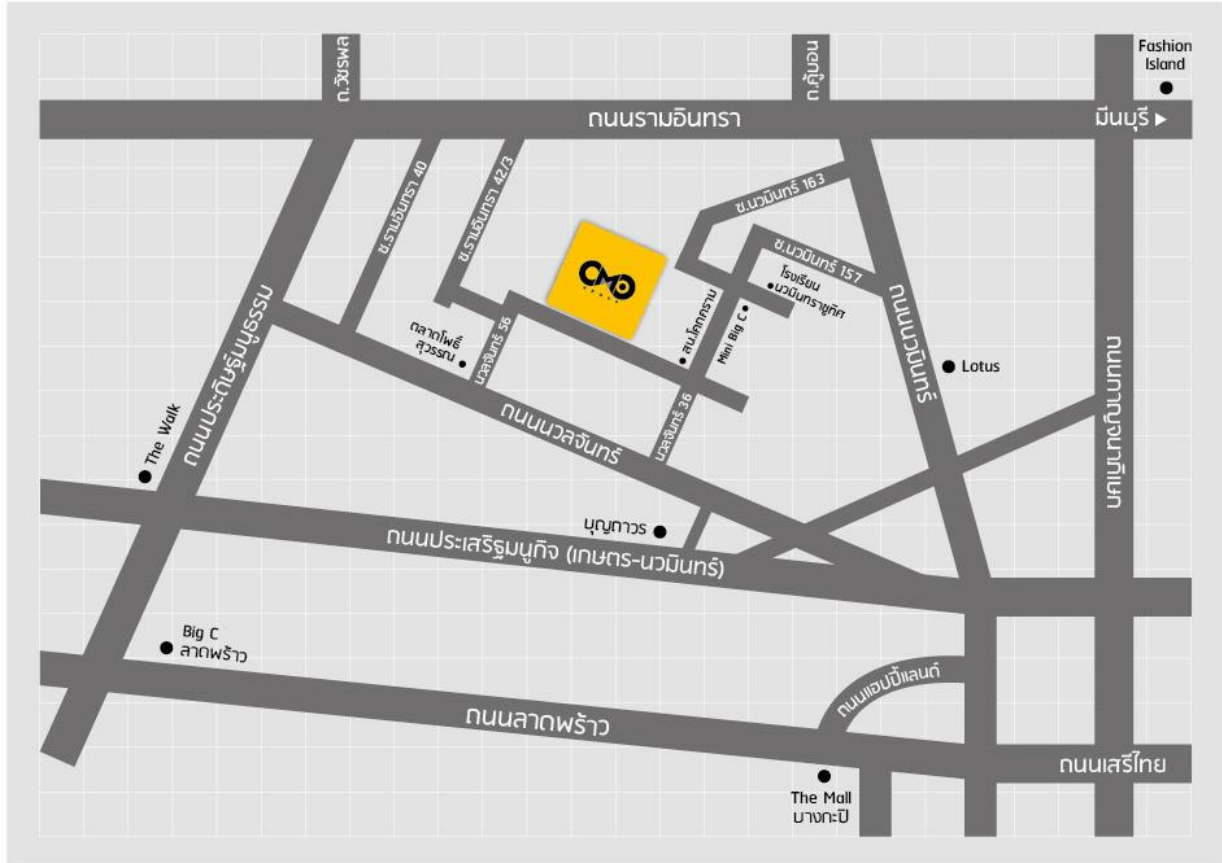 Fashion
Island
ถ.วัชรพล
ถ.คู้บอน
ถนนรามอินทรา
มีนบุรี
ซ.รามอินทรา 40
ซ.รามอินทรา 42/3
ซ.นวมินทร์ 163
ซ.นวมินทร์ 157
โรงเรียน
นวมินทราชูทิศ
CMO
สน.โคกคราม
Mini Big C
ถนนนวมินทร์
Lotus
ถนนกาญจนาภิเษก
ตลาดโพธิ์
สุวรรณ
นวลจันทร์ 56
นวลจันทร์ 36
ถนนประดิษฐ์มนูธรรม
The Walk
ถนนนวลจันทร์
บุญถาวร
ถนนประเสริฐมนูกิจ (เกษตร-นวมินทร์)
Big C
ลาดพร้าว
ถนนลาดพร้าว
ถนนแฮปปี้แลนด์
ถนนเสรีไทย
The Mall
บางกะปิ